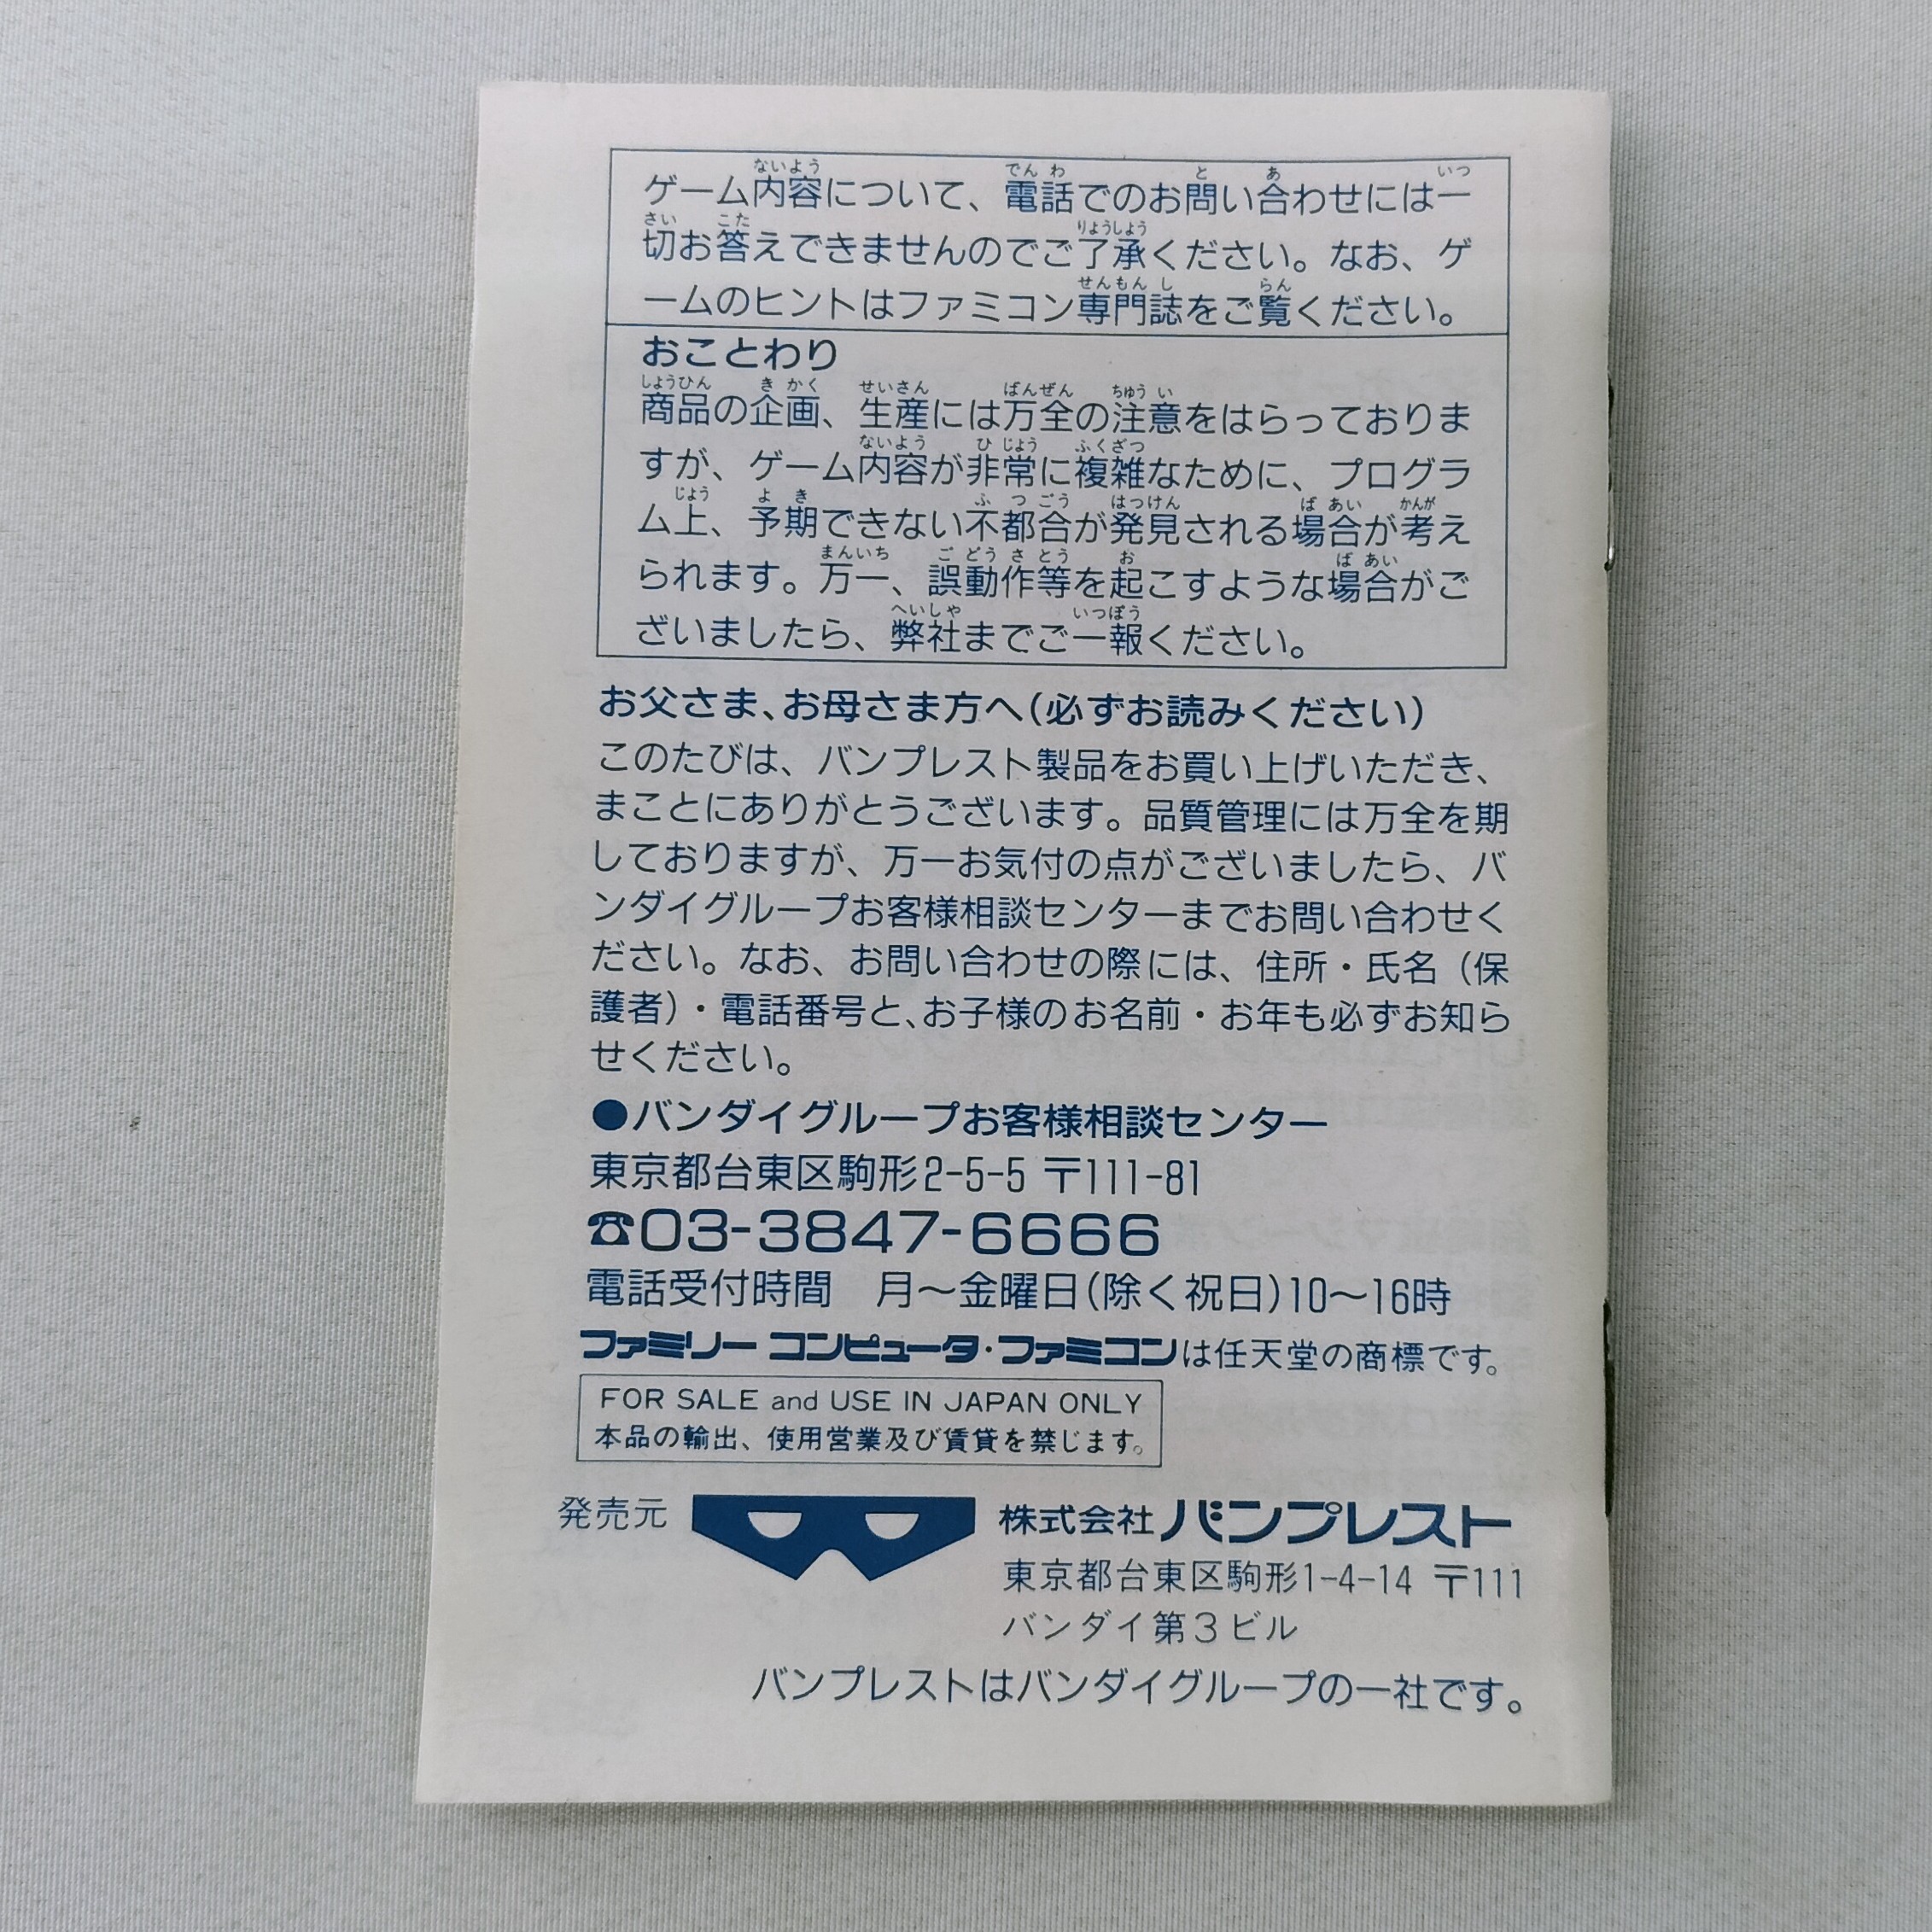 ゲーム内容について、電話でのお問い合わせには一
切お答えできませんのでご了承ください。なお、ゲ
ームのヒントはファミコン専門誌をご覧ください。
おことわり
商品の企画、生産には万全の注意をはらっておりま
すが、ゲーム内容が非常に複雑なために、プログラ
ム上、予期できない不都合が発見される場合が考え
られます。万一、誤動作等を起こすような場合がご
ざいましたら、弊社までご一報ください。
お父さま、お母さま方へ(必ずお読みください)
このたびは、バンプレスト製品をお買い上げいただき、
まことにありがとうございます。品質管理には万全を期
しておりますが、万一お気付の点がございましたら、バ
ンダイグループお客様相談センターまでお問い合わせく
ださい。なお、お問い合わせの際には、住所・氏名(保
護者)・電話番号と、お子様のお名前・お年も必ずお知ら
せください。
●バンダイグループお客様相談センター
東京都台東区駒形2-5-5 〒111-81
☎03-3847-6666
電話受付時間　月〜金曜日(除く祝日)10〜16時
ファミリー コンピュータ・ファミコンは任天堂の商標です。
FOR SALE and USE IN JAPAN ONLY
本品の輸出、使用営業及び賃貸を禁じます。
発売元 株式会社バンプレスト
東京都台東区駒形1-4-14 〒111
バンダイ第3ビル
バンプレストはバンダイグループの一社です。